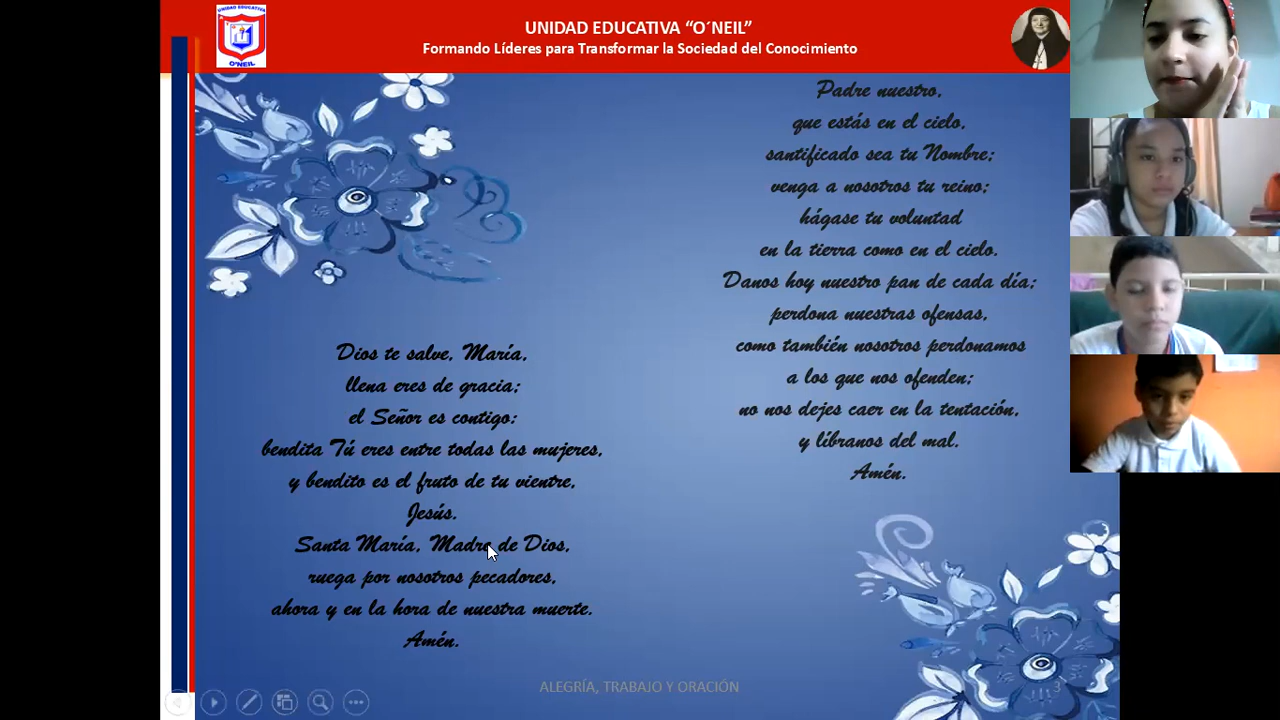 UNIDAD EDUCATIVA
O´NEIL
UNIDAD EDUCATIVA “O´NEIL”
Formando Líderes para Transformar la Sociedad del Conocimiento
Dios te salve, María,
llena eres de gracia;
el Señor es contigo;
bendita Tú eres entre todas las mujeres,
y bendito es el fruto de tu vientre,
Jesús.
Santa María, Madre de Dios,
ruega por nosotros pecadores,
ahora y en la hora de nuestra muerte.
Amén.
Padre nuestro,
que estás en el cielo,
santificado sea tu Nombre;
venga a nosotros tu reino;
hágase tu voluntad
en la tierra como en el cielo.
Danos hoy nuestro pan de cada día;
perdona nuestras ofensas,
como también nosotros perdonamos
a los que nos ofenden;
no nos dejes caer en la tentación,
y líbranos del mal.
Amén.
ALEGRÍA, TRABAJO Y ORACIÓN
3